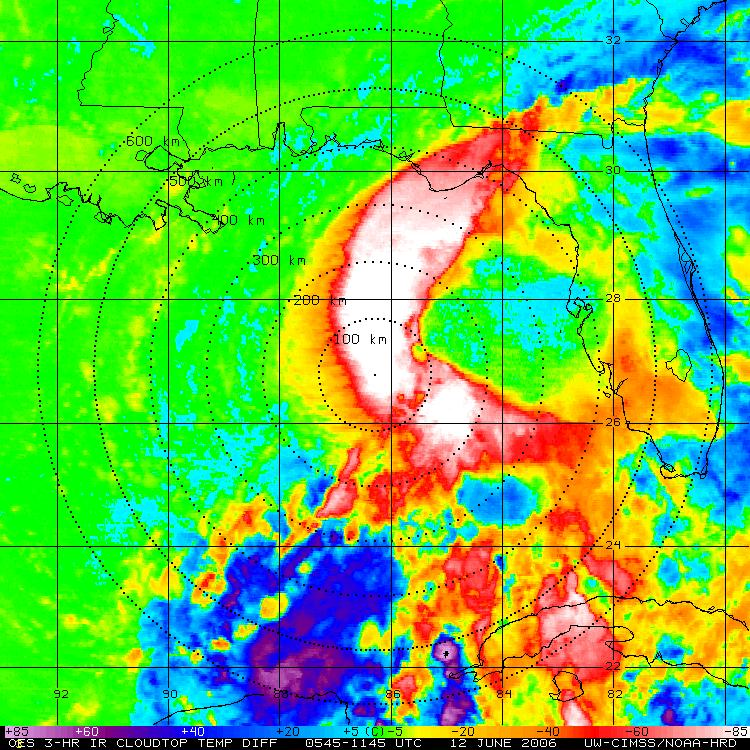 32
600 km
30
500 km
400 km
300 km
28
200 km
100 km
26
24
22
92 90 88 86 84 82
+85 +60 +40 +20 +5 (C) -5 -20 -40 -60 -85
GOES 3-HR IR CLOUDTOP TEMP DIFF 0545-1145 UTC 12 JUNE 2006 UW-CIMSS/NOAA-HRD